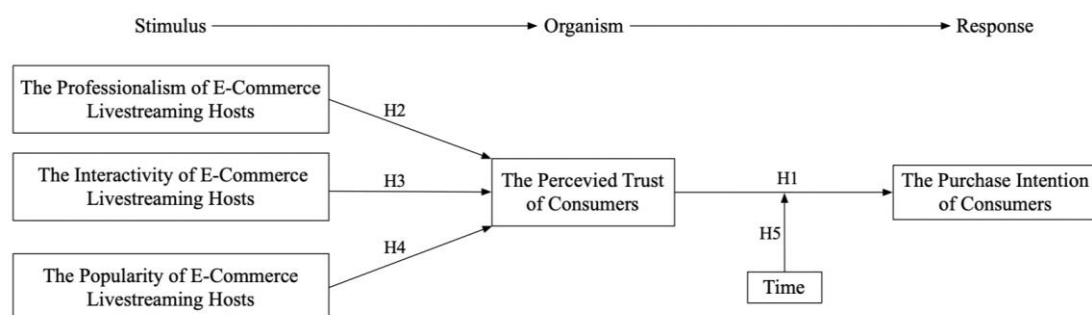 Stimulus
Organism
Response
The Professionalism of E-Commerce
Livestreaming Hosts
H2
The Interactivity of E-Commerce
Livestreaming Hosts
H3
The Percevied Trust
of Consumers
H1
The Purchase Intention
of Consumers
H4
H5
The Popularity of E-Commerce
Livestreaming Hosts
Time